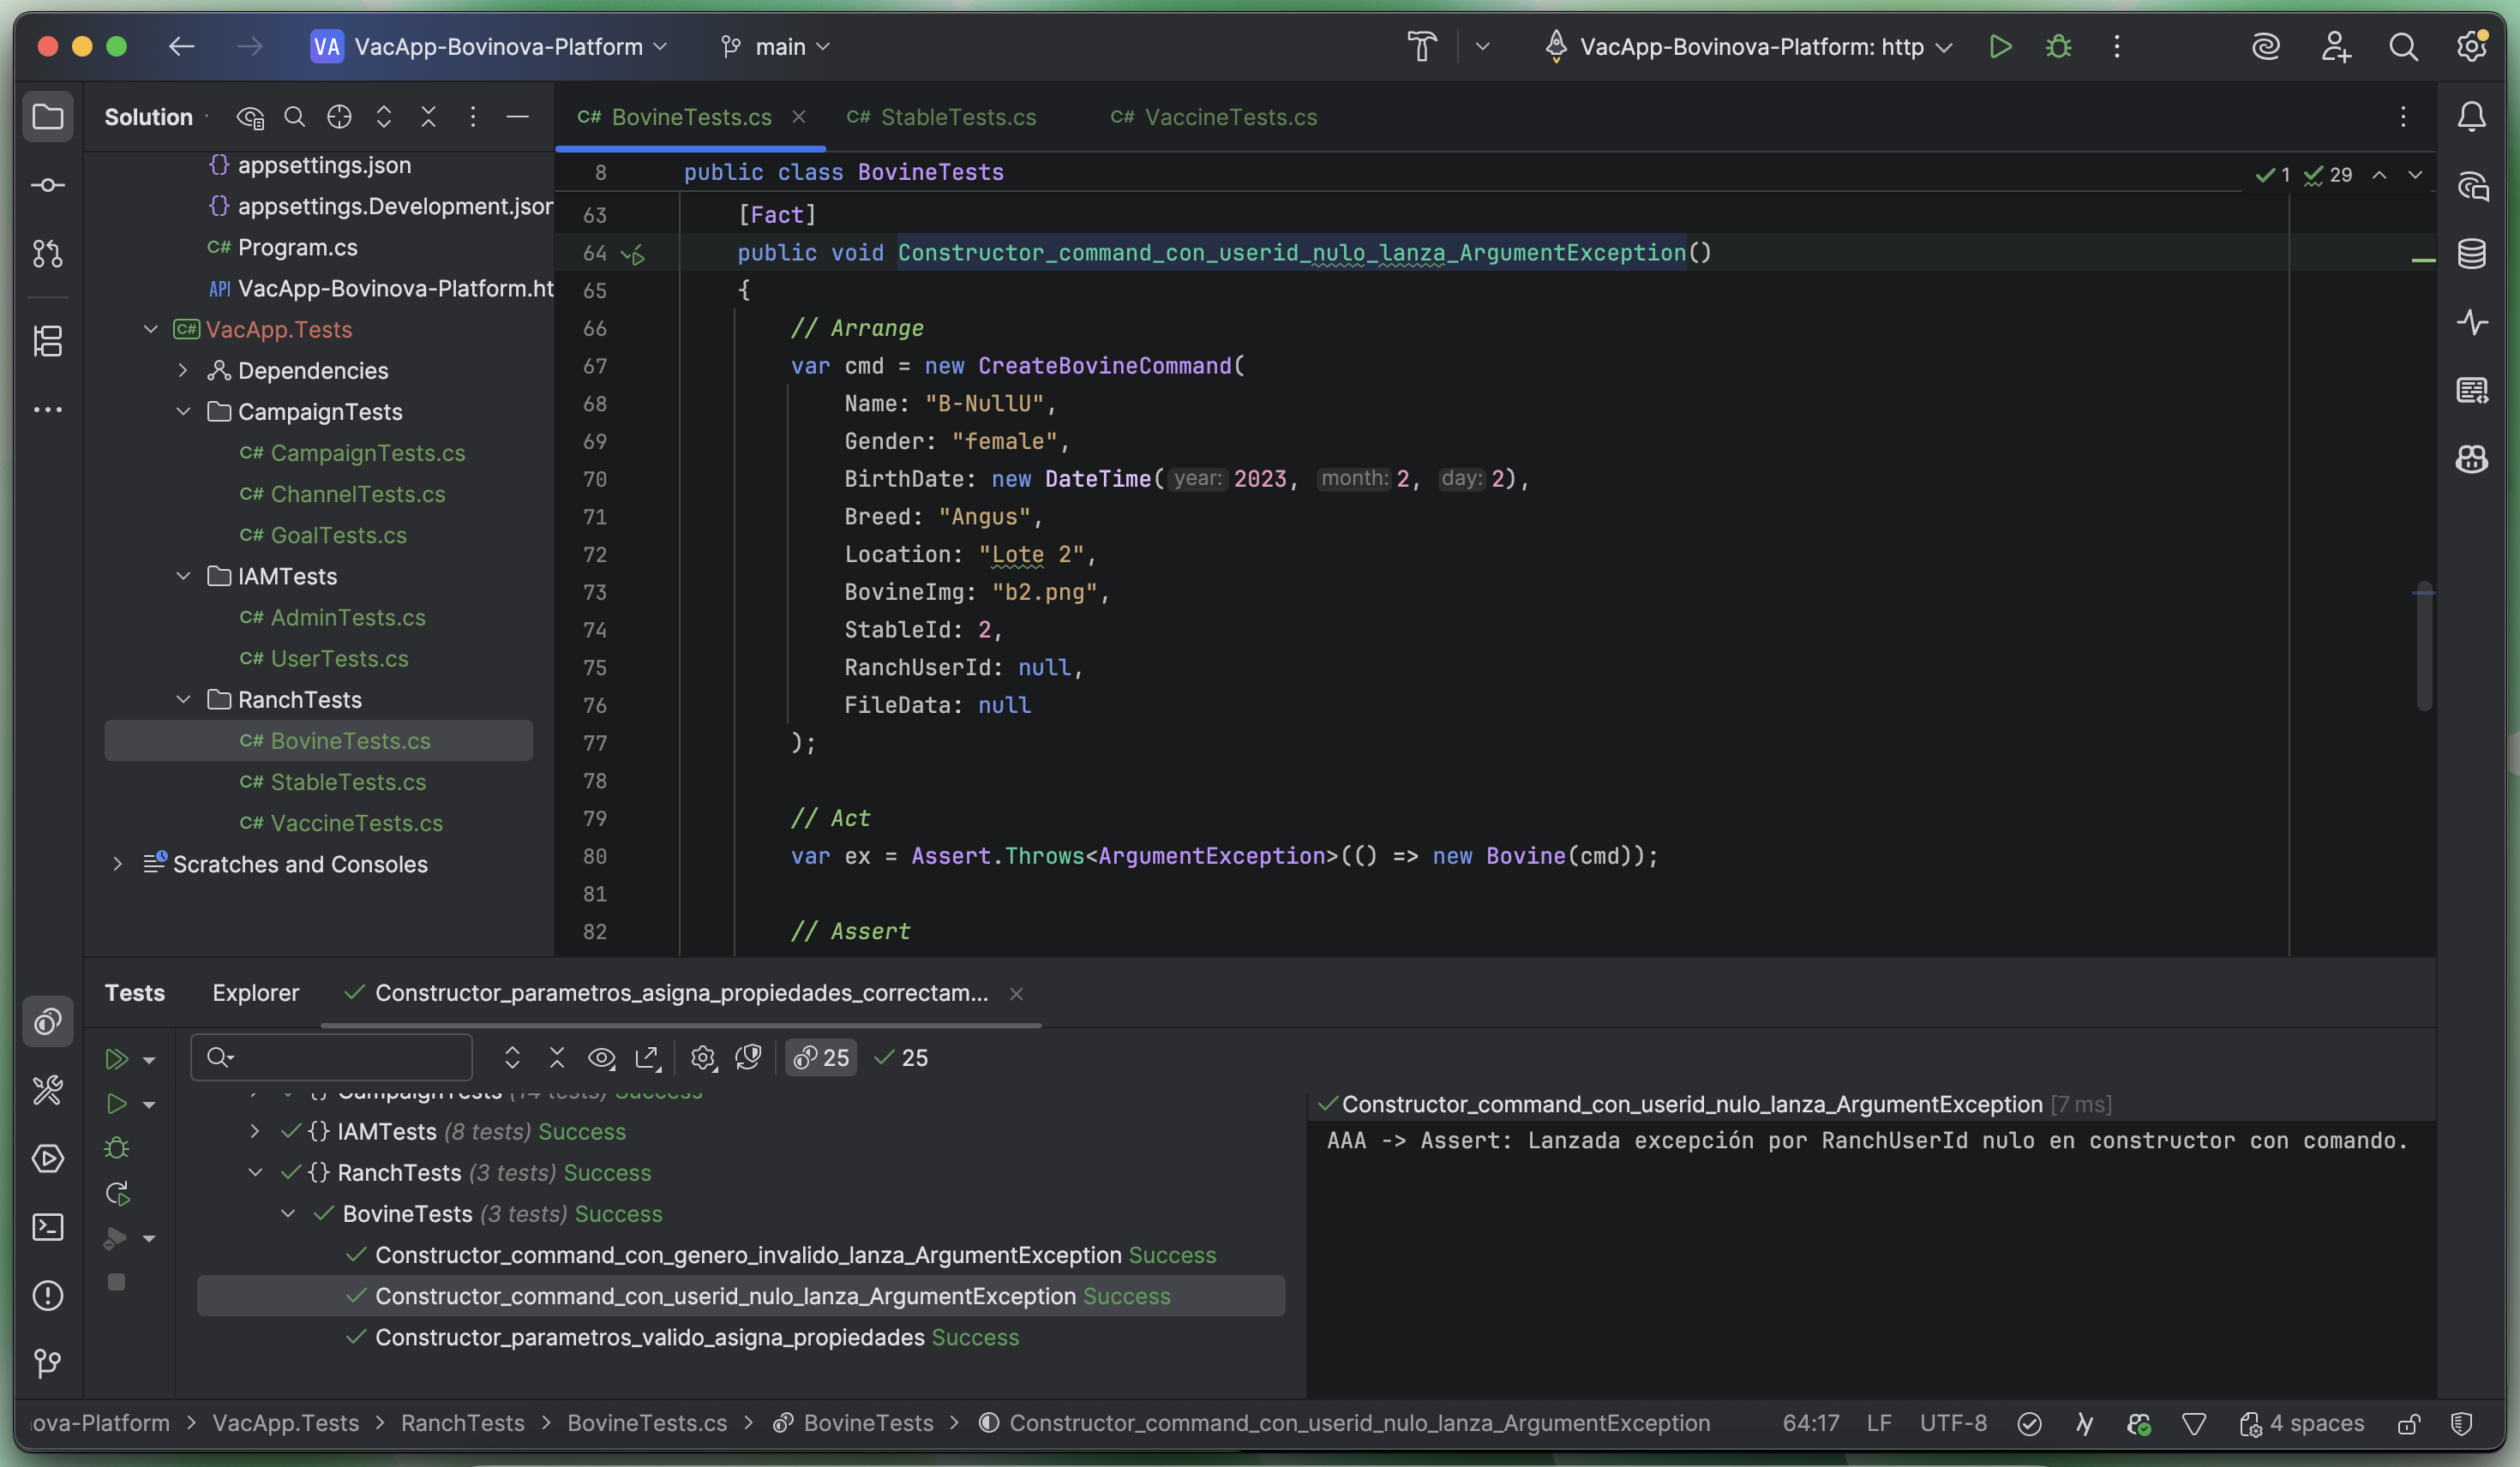 VA VacApp-Bovinova-Platform main VacApp-Bovinova-Platform: http
Solution
appsettings.json
appsettings.Development.json
C# Program.cs
API VacApp-Bovinova-Platform.ht
C# VacApp.Tests
Dependencies
CampaignTests
C# CampaignTests.cs
C# ChannelTests.cs
C# GoalTests.cs
IAMTests
C# AdminTests.cs
C# UserTests.cs
RanchTests
C# BovineTests.cs
C# StableTests.cs
C# VaccineTests.cs
Scratches and Consoles
C# BovineTests.cs C# StableTests.cs C# VaccineTests.cs
8 public class BovineTests 1 29
63 [Fact]
64 public void Constructor_command_con_userid_nulo_lanza_ArgumentException()
65 {
66 // Arrange
67 var cmd = new CreateBovineCommand(
68 Name: "B-NullU",
69 Gender: "female",
70 BirthDate: new DateTime( year: 2023, month: 2, day: 2),
71 Breed: "Angus",
72 Location: "Lote 2",
73 BovineImg: "b2.png",
74 StableId: 2,
75 RanchUserId: null,
76 FileData: null
77 );
78
79 // Act
80 var ex = Assert.Throws<ArgumentException>(() => new Bovine(cmd));
81
82 // Assert
Tests Explorer Constructor_parametros_asigna_propiedades_correctam...
25 25
CampaignTests (14 tests) Success
{} IAMTests (8 tests) Success
{} RanchTests (3 tests) Success
BovineTests (3 tests) Success
Constructor_command_con_genero_invalido_lanza_ArgumentException Success
Constructor_command_con_userid_nulo_lanza_ArgumentException Success
Constructor_parametros_valido_asigna_propiedades Success
Constructor_command_con_userid_nulo_lanza_ArgumentException [7 ms]
AAA -> Assert: Lanzada excepción por RanchUserId nulo en constructor con comando.
ova-Platform > VacApp.Tests > RanchTests > BovineTests.cs > BovineTests > Constructor_command_con_userid_nulo_lanza_ArgumentException 64:17 LF UTF-8 4 spaces